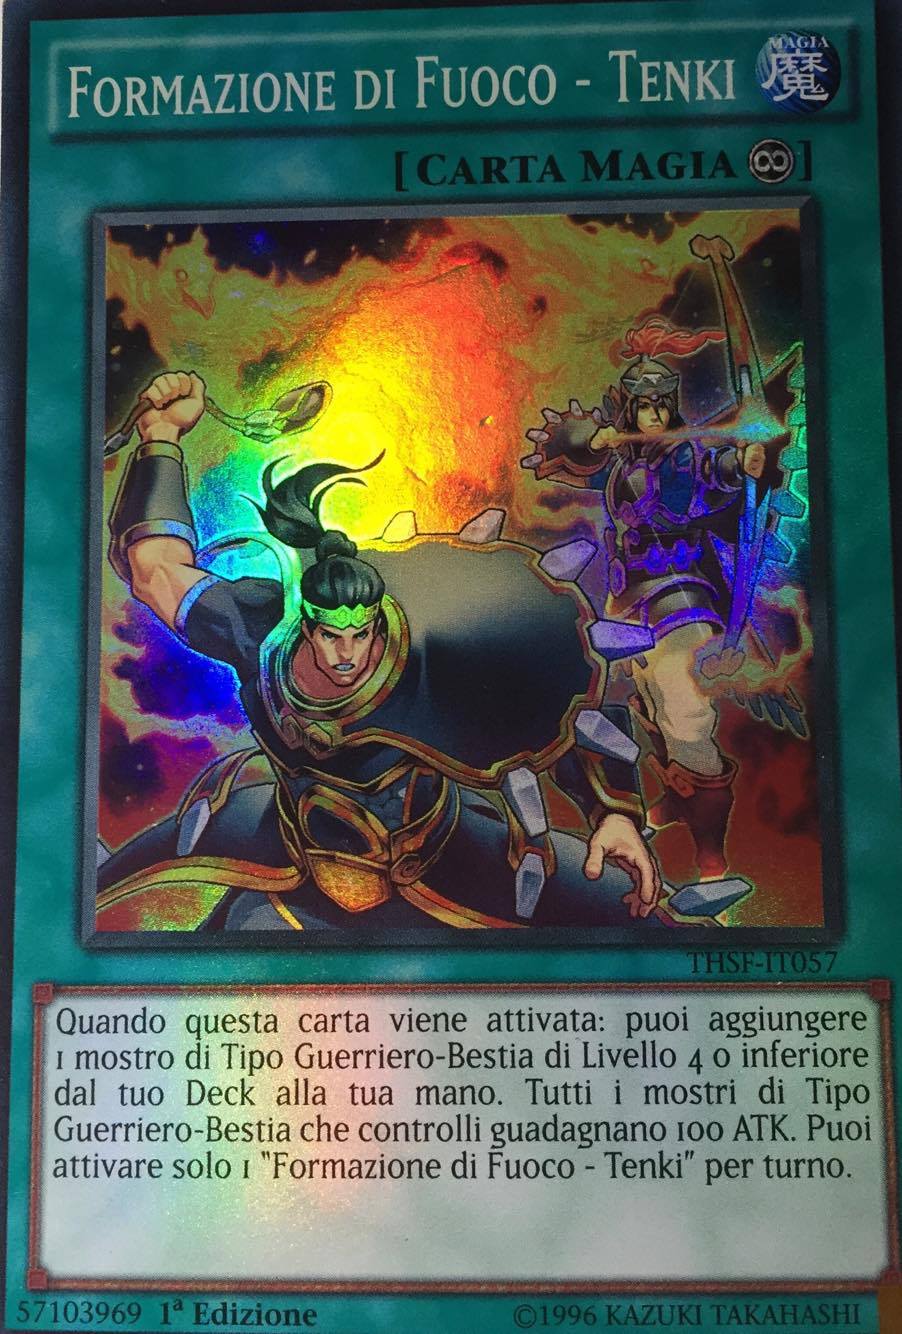 Formazione di Fuoco - Tenki
MAGIA
魔
[Carta Magia]
THSF-IT057
Quando questa carta viene attivata: puoi aggiungere
1 mostro di Tipo Guerriero-Bestia di Livello 4 o inferiore
dal tuo Deck alla tua mano. Tutti i mostri di Tipo
Guerriero-Bestia che controlli guadagnano 100 ATK. Puoi
attivare solo 1 "Formazione di Fuoco - Tenki" per turno.
57103969 1ª Edizione ©1996 KAZUKI TAKAHASHI